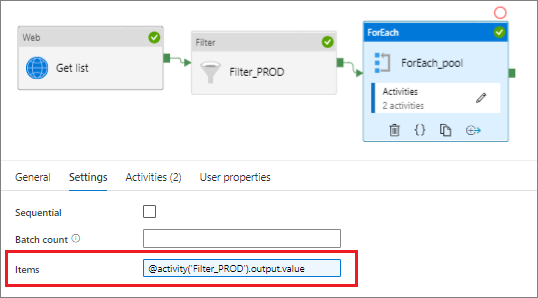 Web
Get list
Filter
Filter_PROD
ForEach
ForEach_pool
Activities
2 activities
{}
General Settings Activities (2) User properties
Sequential
Batch count
Items @activity('Filter_PROD').output.value